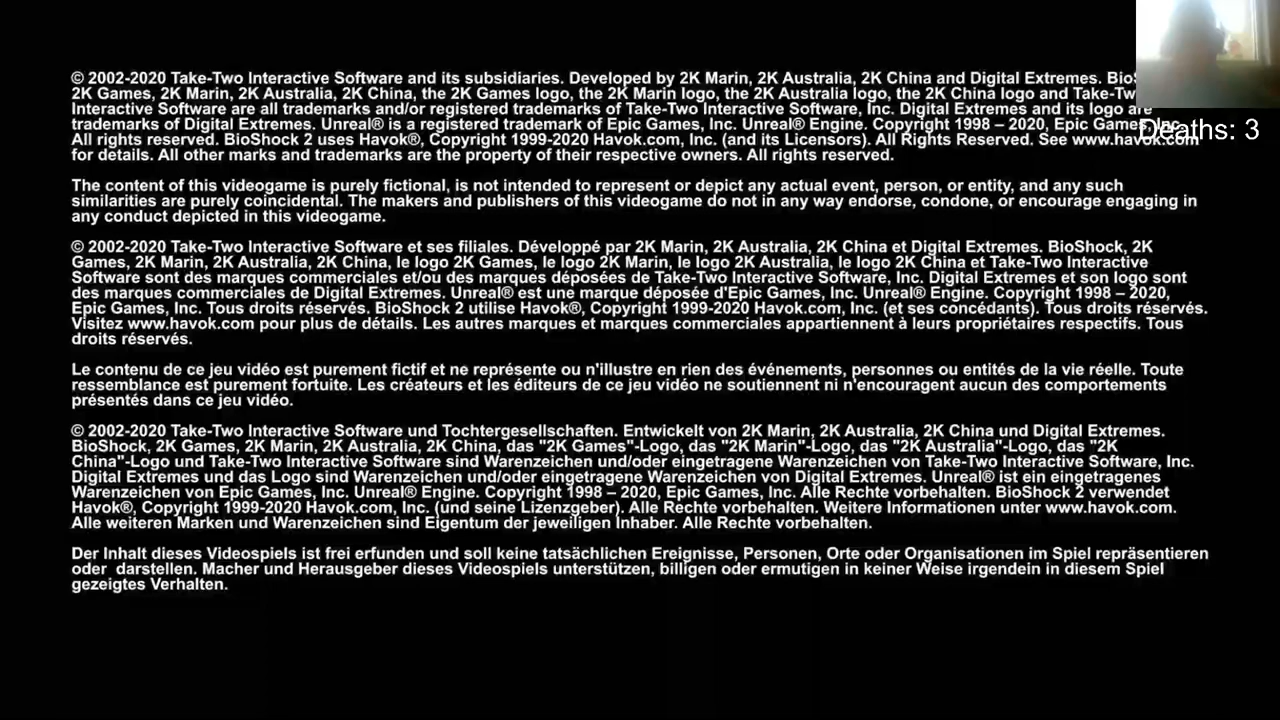 © 2002-2020 Take-Two Interactive Software and its subsidiaries. Developed by 2K Marin, 2K Australia, 2K China and Digital Extremes.
2K Games, 2K Marin, 2K Australia, 2K China, the 2K Games logo, the 2K Marin logo, the 2K Australia logo, the 2K China logo and
Interactive Software are all trademarks and/or registered trademarks of Take-Two Interactive Software, Inc. Digital Extremes and its logo are
trademarks of Digital Extremes. Unreal® is a registered trademark of Epic Games, Inc. Unreal® Engine. Copyright 1998 – 2020, Epic Games, Inc.
Deaths: 3
All rights reserved. BioShock 2 uses Havok®, Copyright 1999-2020 Havok.com, Inc. (and its Licensors). All Rights Reserved. See www.havok.com
for details. All other marks and trademarks are the property of their respective owners. All rights reserved.
The content of this videogame is purely fictional, is not intended to represent or depict any actual event, person, or entity, and any such
similarities are purely coincidental. The makers and publishers of this videogame do not in any way endorse, condone, or encourage engaging in
any conduct depicted in this videogame.
© 2002-2020 Take-Two Interactive Software et ses filiales. Développé par 2K Marin, 2K Australia, 2K China et Digital Extremes. BioShock, 2K
Games, 2K Marin, 2K Australia, 2K China, le logo 2K Games, le logo 2K Marin, le logo 2K Australia, le logo 2K China et Take-Two Interactive
Software sont des marques commerciales et/ou des marques déposées de Take-Two Interactive Software, Inc. Digital Extremes et son logo sont
des marques commerciales de Digital Extremes. Unreal® est une marque déposée d'Epic Games, Inc. Unreal® Engine. Copyright 1998 – 2020,
Epic Games, Inc. Tous droits réservés. BioShock 2 utilise Havok®, Copyright 1999-2020 Havok.com, Inc. (et ses concédants). Tous droits réservés.
Visitez www.havok.com pour plus de détails. Les autres marques et marques commerciales appartiennent à leurs propriétaires respectifs. Tous
droits réservés.
Le contenu de ce jeu vidéo est purement fictif et ne représente ou n'illustre en rien des événements, personnes ou entités de la vie réelle. Toute
ressemblance est purement fortuite. Les créateurs et les éditeurs de ce jeu vidéo ne soutiennent ni n'encouragent aucun des comportements
présentés dans ce jeu vidéo.
© 2002-2020 Take-Two Interactive Software und Tochtergesellschaften. Entwickelt von 2K Marin, 2K Australia, 2K China und Digital Extremes.
BioShock, 2K Games, 2K Marin, 2K Australia, 2K China, das "2K Games"-Logo, das "2K Marin"-Logo, das "2K Australia"-Logo, das "2K
China"-Logo und Take-Two Interactive Software sind Warenzeichen und/oder eingetragene Warenzeichen von Take-Two Interactive Software, Inc.
Digital Extremes und das Logo sind Warenzeichen und/oder eingetragene Warenzeichen von Digital Extremes. Unreal® ist ein eingetragenes
Warenzeichen von Epic Games, Inc. Unreal® Engine. Copyright 1998 – 2020, Epic Games, Inc. Alle Rechte vorbehalten. BioShock 2 verwendet
Havok®, Copyright 1999-2020 Havok.com, Inc. (und seine Lizenzgeber). Alle Rechte vorbehalten. Weitere Informationen unter www.havok.com.
Alle weiteren Marken und Warenzeichen sind Eigentum der jeweiligen Inhaber. Alle Rechte vorbehalten.
Der Inhalt dieses Videospiels ist frei erfunden und soll keine tatsächlichen Ereignisse, Personen, Orte oder Organisationen im Spiel repräsentieren
oder darstellen. Macher und Herausgeber dieses Videospiels unterstützen, billigen oder ermutigen in keiner Weise irgendein in diesem Spiel
gezeigtes Verhalten.